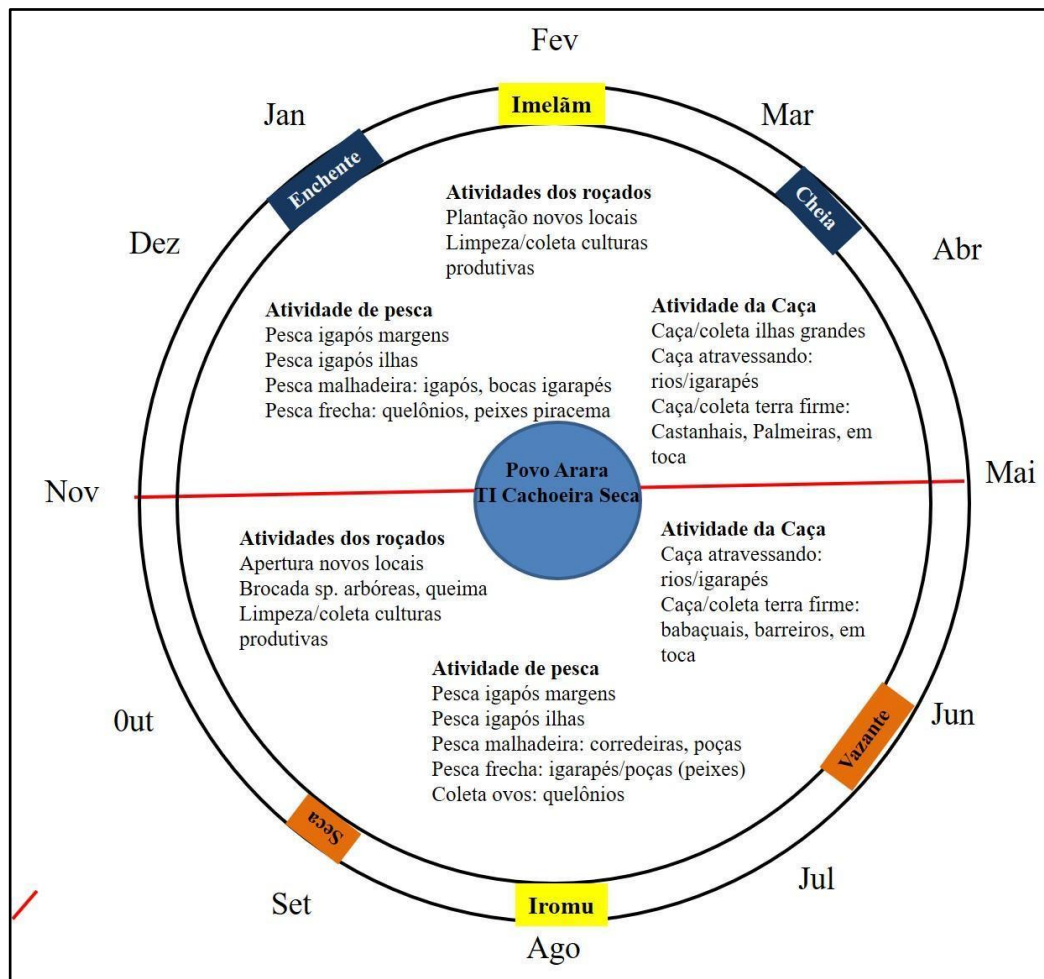 Fev
Jan
Imelãm
Mar
Enchente
Cheia
Dez
Abr
Atividades dos roçados
Plantação novos locais
Limpeza/coleta culturas
produtivas
Atividade de pesca
Pesca igapós margens
Pesca igapós ilhas
Pesca malhadeira: igapós, bocas igarapés
Pesca frecha: quelônios, peixes piracema
Atividade da Caça
Caça/coleta ilhas grandes
Caça atravessando:
rios/igarapés
Caça/coleta terra firme:
Castanhais, Palmeiras, em
toca
Nov
Povo Arara
TI Cachoeira Seca
Mai
Atividades dos roçados
Apertura novos locais
Brocada sp. arbóreas, queima
Limpeza/coleta culturas
produtivas
Atividade da Caça
Caça atravessando:
rios/igarapés
Caça/coleta terra firme:
babaçuais, barreiros, em
toca
Atividade de pesca
Pesca igapós margens
Pesca igapós ilhas
Pesca malhadeira: corredeiras, poças
Pesca frecha: igarapés/poças (peixes)
Coleta ovos: quelônios
0ut
Jun
Vazante
Seca
Jul
Set
Iromu
Ago